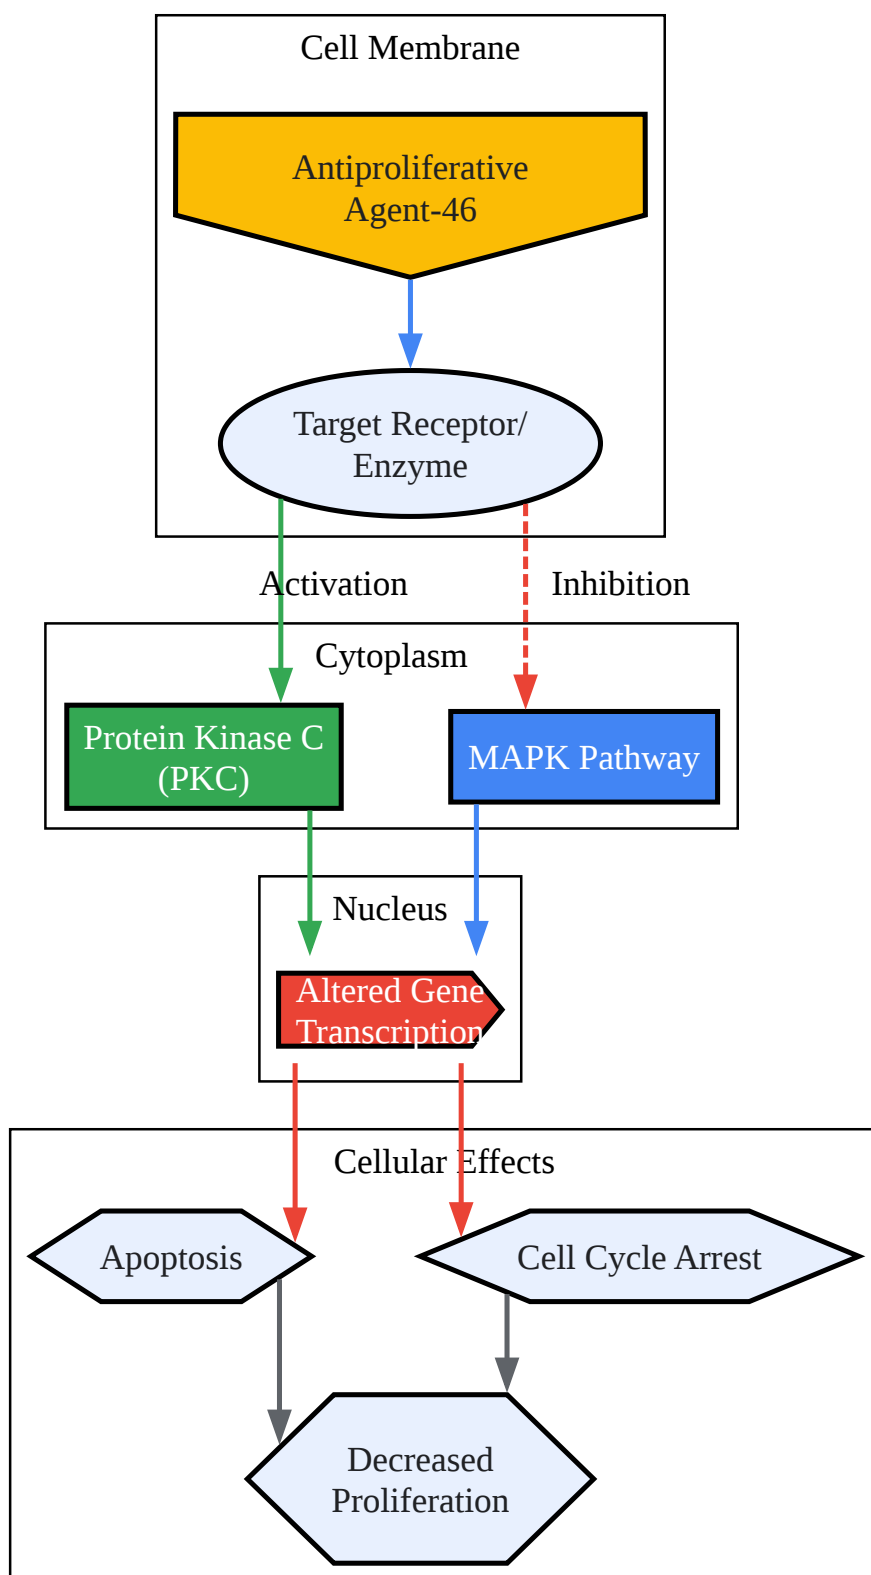 Cell Membrane
Antiproliferative
Agent-46
Target Receptor/
Enzyme
Activation
Inhibition
Cytoplasm
Protein Kinase C
(PKC)
MAPK Pathway
Nucleus
Altered Gene
Transcription
Cellular Effects
Apoptosis
Cell Cycle Arrest
Decreased
Proliferation